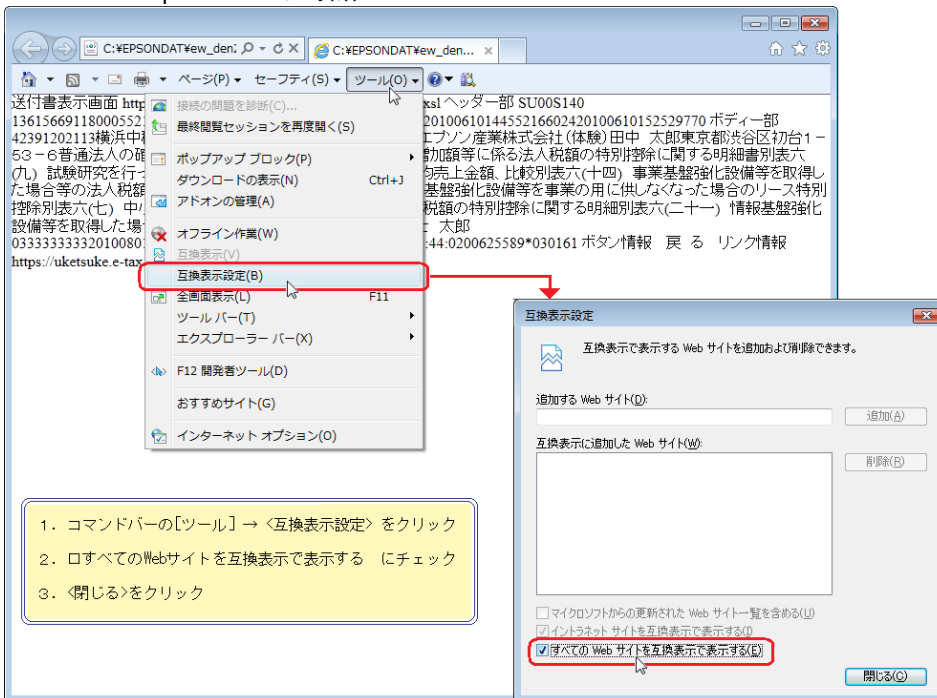 C:¥EPSONDAT¥ew_den:
C:¥EPSONDAT¥ew_den...
ページ(P)
セーフティ(S)
ツール(O)
送付書表示画面 http
xsl ヘッダー部 SU00S140
13615669118000552
20100610144552166024201006101525297​70 ボディー部
42391202113横浜中
エプソン産業株式会社(体験)田中 太郎東京都渋谷区初台1-
53-6普通法人の確
増加額等に係る法人税額の特別控除に関する明細書別表六
(九) 試験研究を行っ
均売上金額、比較別表六(十四) 事業基盤強化設備等を取得し
た場合等の法人税額
基盤強化設備等を事業の用に供しなくなった場合のリース特別
控除別表六(七) 中
税額の特別控除に関する明細別表六(二十一) 情報基盤強化
設備等を取得した場
太郎
0333333333201008​01
:44:0200625589*030161 ボタン情報 戻 る リンク情報
https://uketsuke.e-tax
接続の問題を診断(C)...
最終閲覧セッションを再度開く(S)
ポップアップ ブロック(P)
ダウンロードの表示(N) Ctrl+J
アドオンの管理(A)
オフライン作業(W)
互換表示(V)
互換表示設定(B)
全画面表示(L) F11
ツール バー(T)
エクスプローラー バー(X)
F12 開発者ツール(D)
おすすめサイト(G)
インターネット オプション(O)
互換表示設定
互換表示で表示する Web サイトを追加および削除できます。
追加する Web サイト(D):
追加(A)
互換表示に追加した Web サイト(W):
削除(R)
マイクロソフトからの更新された Web サイト一覧を含める(U)
イントラネット サイトを互換表示で表示する(I)
すべての Web サイトを互換表示で表示する(E)
閉じる(C)
1. コマンドバーの[ツール]→〈互換表示設定〉をクリック
2. □すべてのWebサイトを互換表示で表示する にチェック
3. 〈閉じる〉をクリック